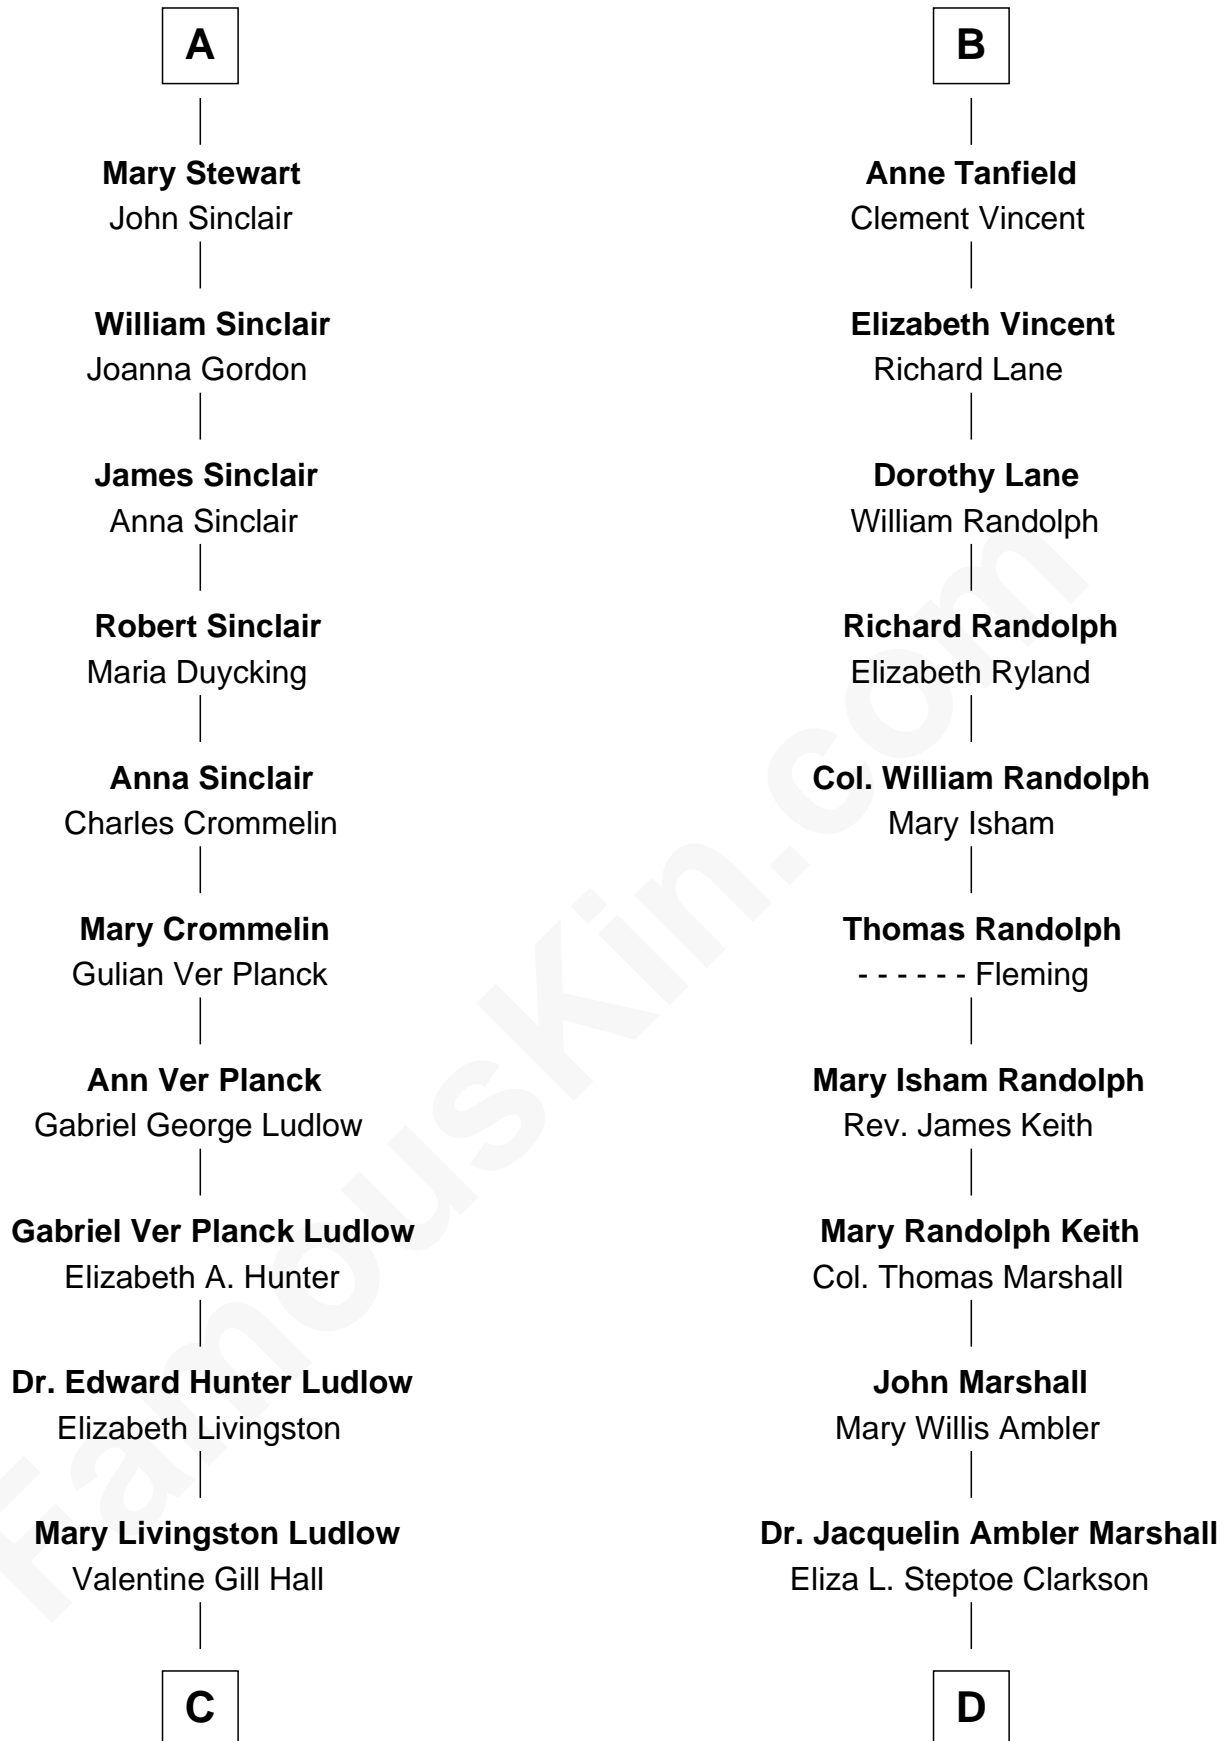 A
Mary Stewart
John Sinclair
William Sinclair
Joanna Gordon
James Sinclair
Anna Sinclair
Robert Sinclair
Maria Duycking
Anna Sinclair
Charles Crommelin
Mary Crommelin
Gulian Ver Planck
Ann Ver Planck
Gabriel George Ludlow
Gabriel Ver Planck Ludlow
Elizabeth A. Hunter
Dr. Edward Hunter Ludlow
Elizabeth Livingston
Mary Livingston Ludlow
Valentine Gill Hall
C
B
Anne Tanfield
Clement Vincent
Elizabeth Vincent
Richard Lane
Dorothy Lane
William Randolph
Richard Randolph
Elizabeth Ryland
Col. William Randolph
Mary Isham
Thomas Randolph
- - - - - - Fleming
Mary Isham Randolph
Rev. James Keith
Mary Randolph Keith
Col. Thomas Marshall
John Marshall
Mary Willis Ambler
Dr. Jacquelin Ambler Marshall
Eliza L. Steptoe Clarkson
D
FamousKin.com